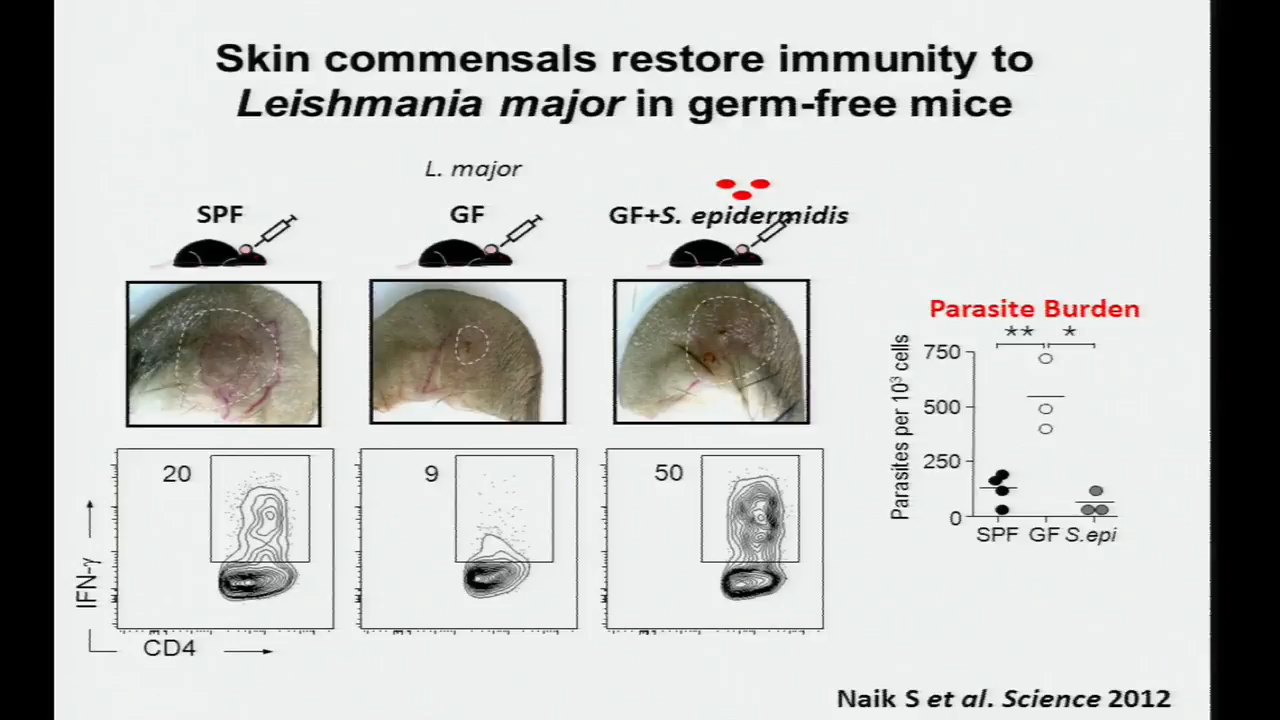 Skin commensals restore immunity to
Leishmania major in germ-free mice
L. major
SPF
GF
GF+S. epidermidis
20
9
50
IFN-γ
CD4
Parasite Burden
** *
Parasites per 10³ cells
750
500
250
0
SPF GF S.epi
Naik S et al. Science 2012